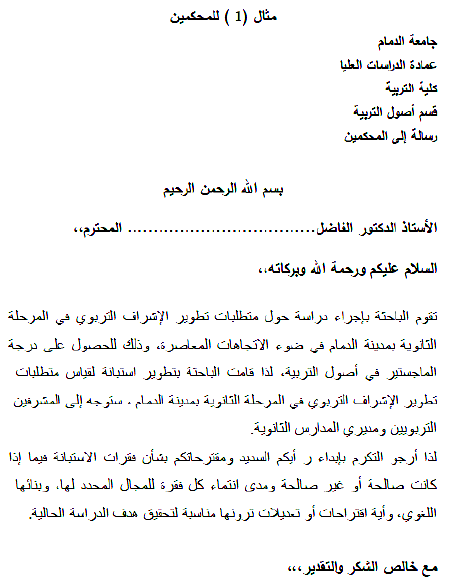 مثال (1 ) للمحكمين
جامعة الدمام
عمادة الدراسات العليا
كلية التربية
قسم أصول التربية
رسالة إلى المحكمين
بسم الله الرحمن الرحيم
الأستاذ الدكتور الفاضل................................... المحترم،،
السلام عليكم ورحمة الله وبركاته،،
تقوم الباحثة بإجراء دراسة حول متطلبات تطوير الإشراف التربوي في المرحلة
الثانوية بمدينة الدمام في ضوء الاتجاهات المعاصرة، وذلك للحصول على درجة
الماجستير في أصول التربية، لذا قامت الباحثة بتطوير استبانة لقياس متطلبات
تطوير الإشراف التربوي في المرحلة الثانوية بمدينة الدمام . ستوجه إلى المشرفين
التربويين ومديري المدارس الثانوية.
لذا أرجو التكرم بإبداء ر أيكم السديد ومقترحاتكم بشأن فقرات الاستبانة فيما إذا
كانت صالحة أو غير صالحة ومدى انتماء كل فقرة للمجال المحدد لها، وبنائها
اللغوي، وأية اقتراحات أو تعديلات ترونها مناسبة لتحقيق هدف الدراسة الحالية.
مع خالص الشكر والتقدير،،،